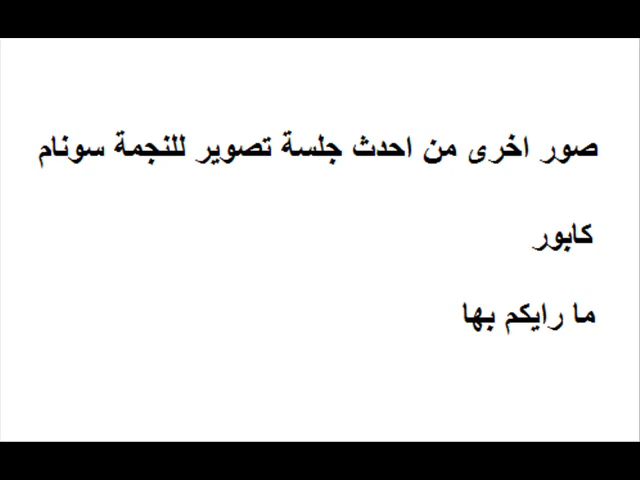 صور اخرى من احدث جلسة تصوير للنجمة سونام
كابور
ما رايكم بها